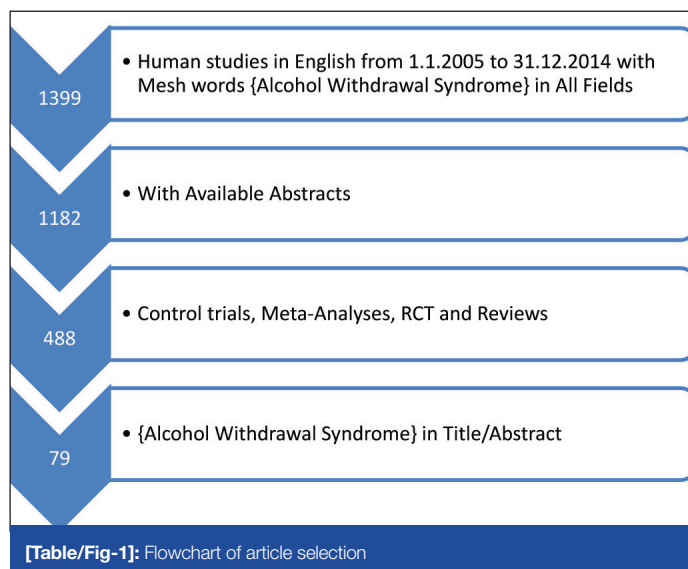 1399
• Human studies in English from 1.1.2005 to 31.12.2014 with
Mesh words {Alcohol Withdrawal Syndrome} in All Fields
1182
• With Available Abstracts
488
• Control trials, Meta-Analyses, RCT and Reviews
79
• {Alcohol Withdrawal Syndrome} in Title/Abstract
[Table/Fig-1]: Flowchart of article selection